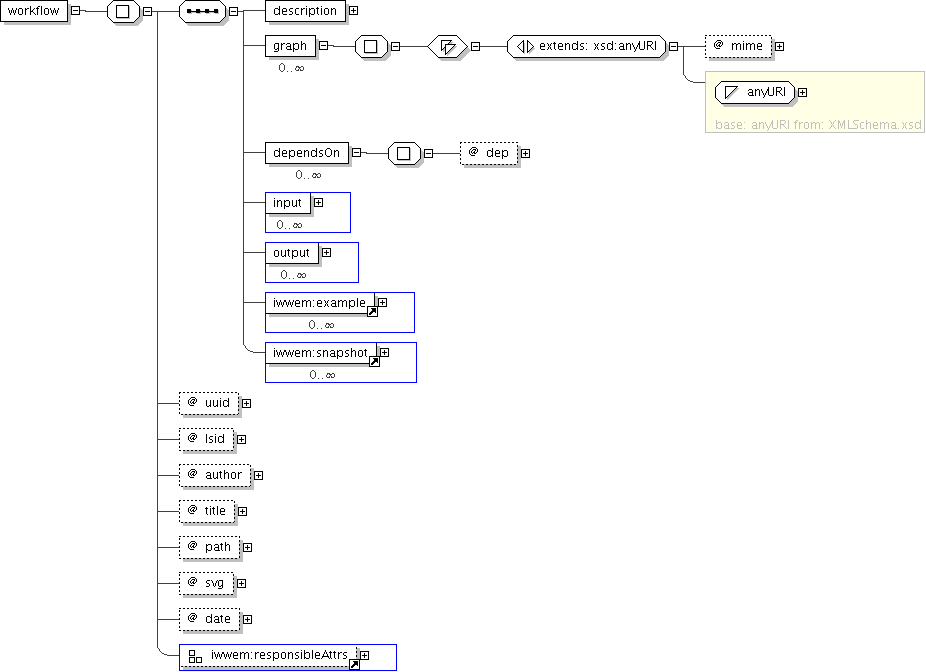 workflow
description
graph
0..∞
extends: xsd:anyURI
@ mime
anyURI
base: anyURI from: XMLSchema.xsd
dependsOn
0..∞
@ dep
input
0..∞
output
0..∞
iwwem:example
0..∞
iwwem:snapshot
0..∞
@ uuid
@ lsid
@ author
@ title
@ path
@ svg
@ date
iwwem:responsibleAttrs